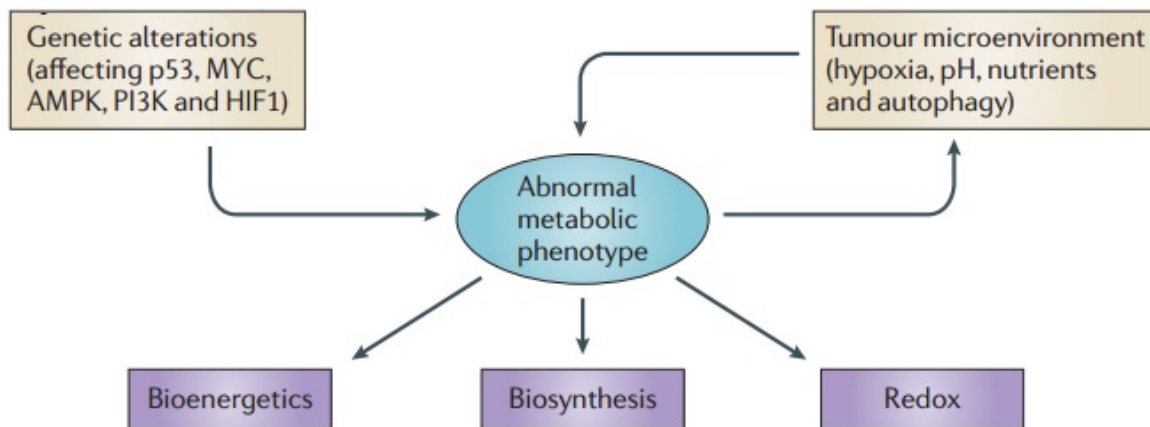 Genetic alterations
(affecting p53, MYC,
AMPK, PI3K and HIF1)
Tumour microenvironment
(hypoxia, pH, nutrients
and autophagy)
Abnormal
metabolic
phenotype
Bioenergetics
Biosynthesis
Redox